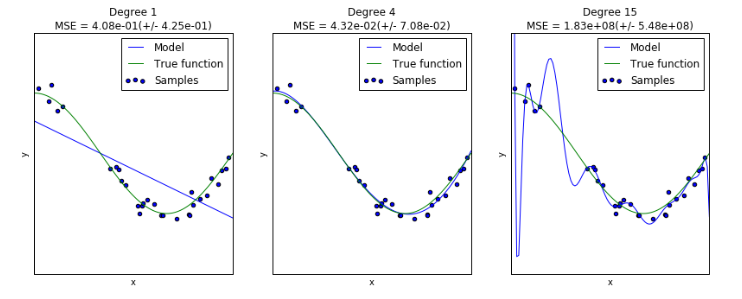 Degree 1
MSE = 4.08e-01(+/- 4.25e-01)
Model
True function
Samples
y
x
Degree 4
MSE = 4.32e-02(+/- 7.08e-02)
Model
True function
Samples
y
x
Degree 15
MSE = 1.83e+08(+/- 5.48e+08)
Model
True function
Samples
y
x